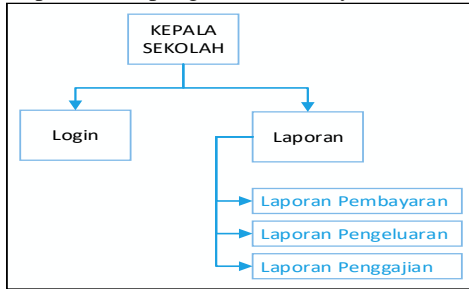 KEPALA
SEKOLAH
Login
Laporan
Laporan Pembayaran
Laporan Pengeluaran
Laporan Penggajian